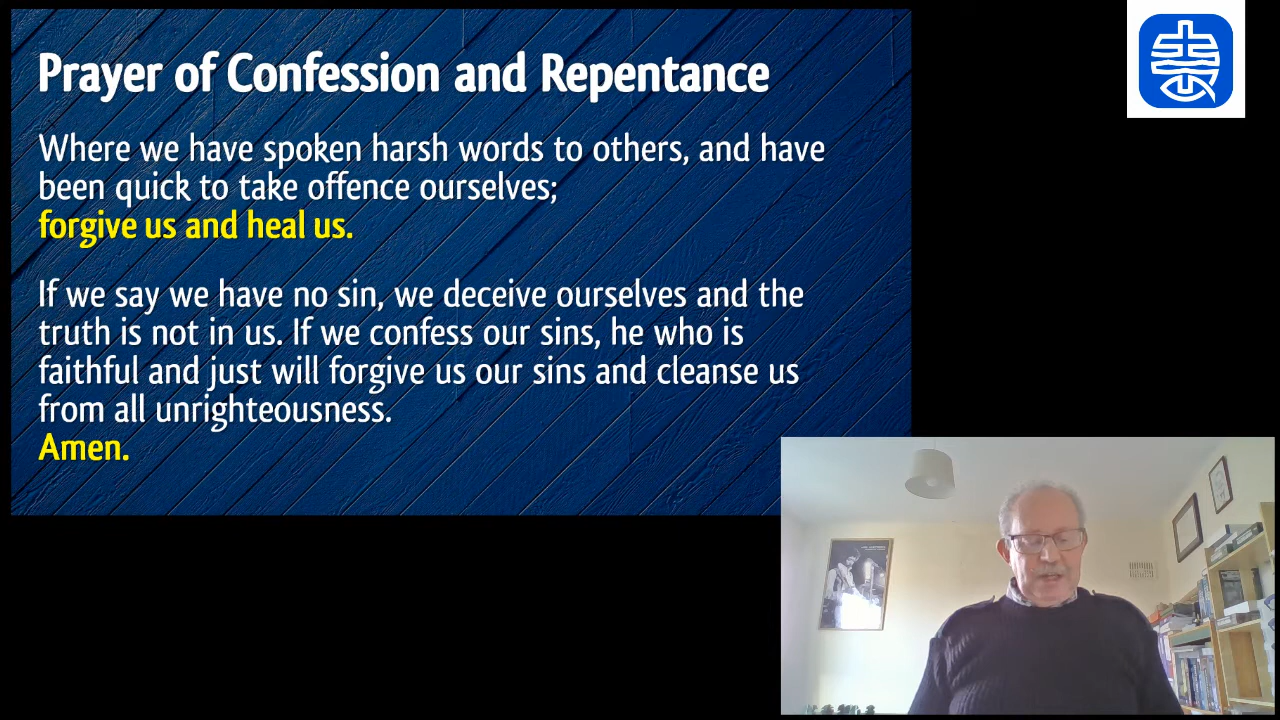 Prayer of Confession and Repentance
Where we have spoken harsh words to others, and have
been quick to take offence ourselves;
forgive us and heal us.
If we say we have no sin, we deceive ourselves and the
truth is not in us. If we confess our sins, he who is
faithful and just will forgive us our sins and cleanse us
from all unrighteousness.
Amen.